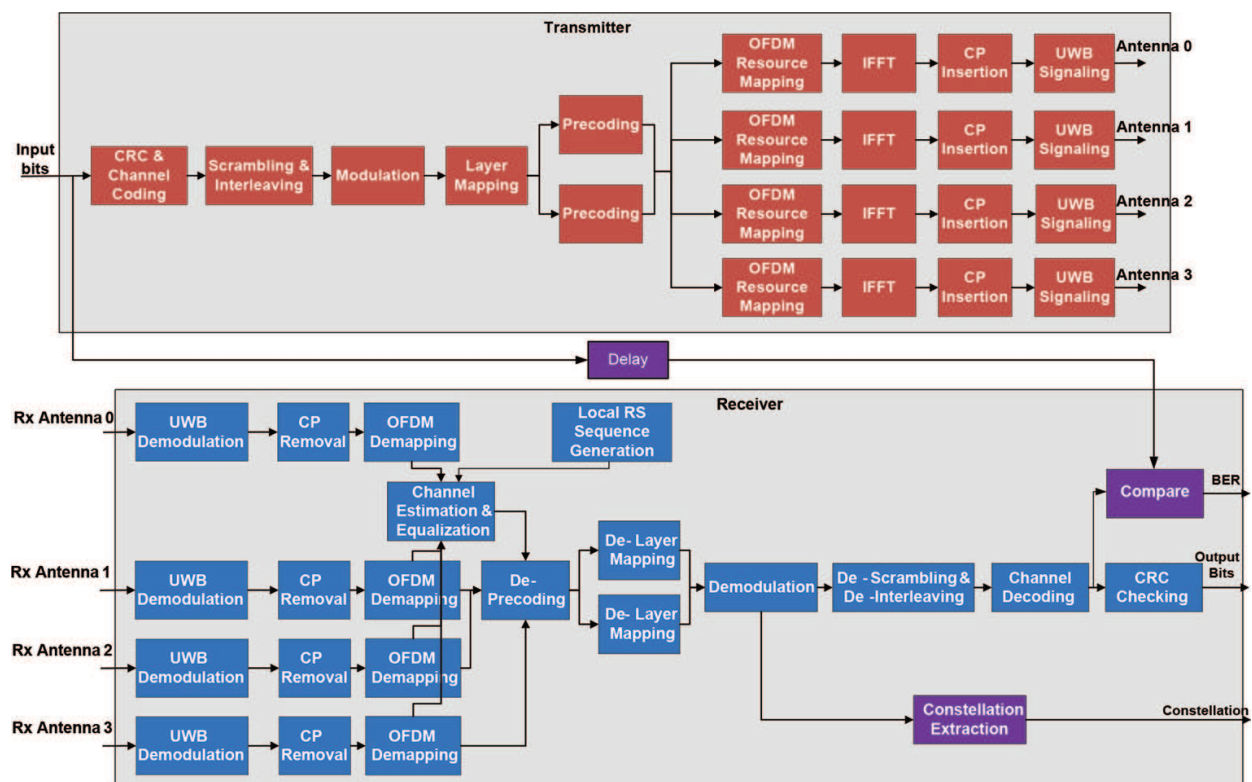 Transmitter
Input
bits
CRC &
Channel
Coding
Scrambling &
Interleaving
Modulation
Layer
Mapping
Precoding
Precoding
OFDM
Resource
Mapping
IFFT
CP
Insertion
UWB
Signaling
Antenna 0
OFDM
Resource
Mapping
IFFT
CP
Insertion
UWB
Signaling
Antenna 1
OFDM
Resource
Mapping
IFFT
CP
Insertion
UWB
Signaling
Antenna 2
OFDM
Resource
Mapping
IFFT
CP
Insertion
UWB
Signaling
Antenna 3
Delay
Receiver
Rx Antenna 0
UWB
Demodulation
CP
Removal
OFDM
Demapping
Local RS
Sequence
Generation
Channel
Estimation &
Equalization
Compare
BER
Rx Antenna 1
UWB
Demodulation
CP
Removal
OFDM
Demapping
De-
Precoding
De- Layer
Mapping
De- Layer
Mapping
Demodulation
De -Scrambling &
De -Interleaving
Channel
Decoding
CRC
Checking
Output
Bits
Rx Antenna 2
UWB
Demodulation
CP
Removal
OFDM
Demapping
Rx Antenna 3
UWB
Demodulation
CP
Removal
OFDM
Demapping
Constellation
Extraction
Constellation